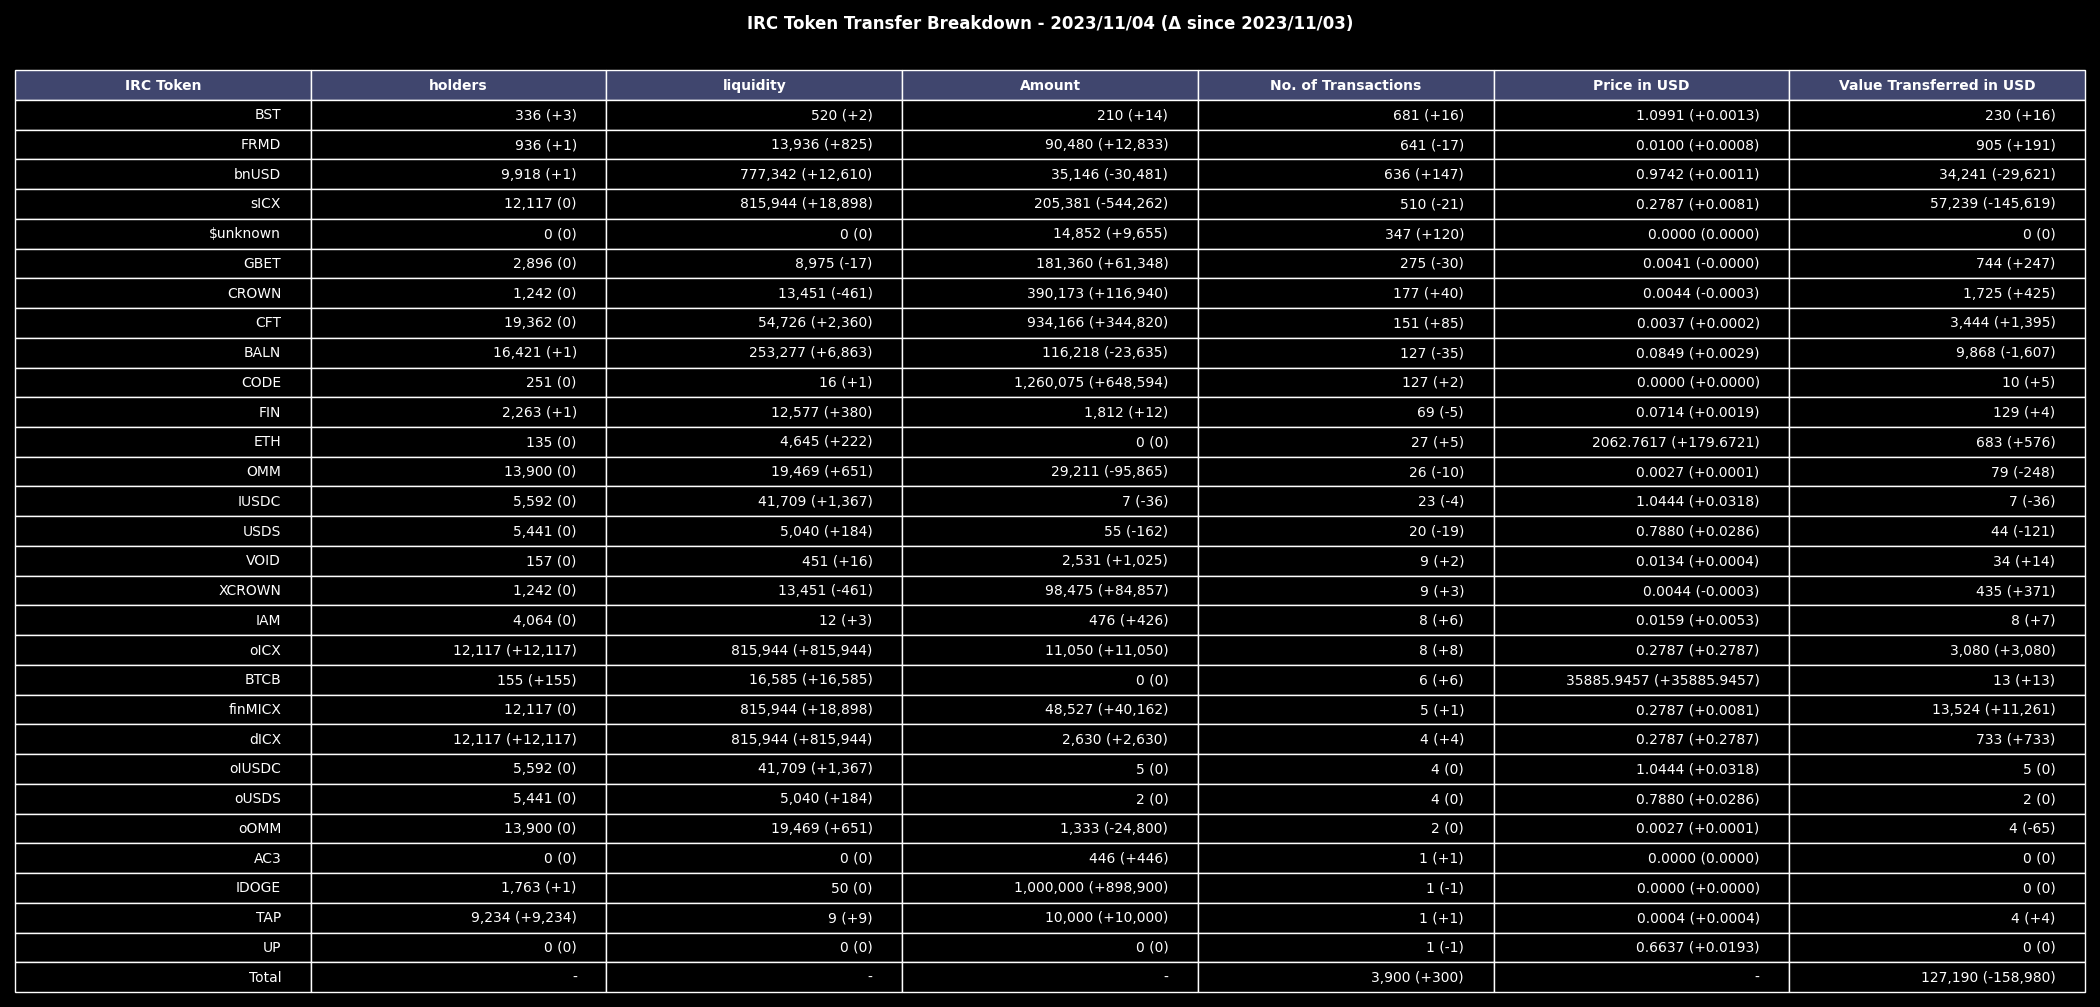 IRC Token Transfer Breakdown - 2023/11/04 (Δ since 2023/11/03)
IRC Token holders liquidity Amount No. of Transactions Price in USD Value Transferred in USD
BST 336 (+3) 520 (+2) 210 (+14) 681 (+16) 1.0991 (+0.0013) 230 (+16)
FRMD 936 (+1) 13,936 (+825) 90,480 (+12,833) 641 (-17) 0.0100 (+0.0008) 905 (+191)
bnUSD 9,918 (+1) 777,342 (+12,610) 35,146 (-30,481) 636 (+147) 0.9742 (+0.0011) 34,241 (-29,621)
sICX 12,117 (0) 815,944 (+18,898) 205,381 (-544,262) 510 (-21) 0.2787 (+0.0081) 57,239 (-145,619)
$unknown 0 (0) 0 (0) 14,852 (+9,655) 347 (+120) 0.0000 (0.0000) 0 (0)
GBET 2,896 (0) 8,975 (-17) 181,360 (+61,348) 275 (-30) 0.0041 (-0.0000) 744 (+247)
CROWN 1,242 (0) 13,451 (-461) 390,173 (+116,940) 177 (+40) 0.0044 (-0.0003) 1,725 (+425)
CFT 19,362 (0) 54,726 (+2,360) 934,166 (+344,820) 151 (+85) 0.0037 (+0.0002) 3,444 (+1,395)
BALN 16,421 (+1) 253,277 (+6,863) 116,218 (-23,635) 127 (-35) 0.0849 (+0.0029) 9,868 (-1,607)
CODE 251 (0) 16 (+1) 1,260,075 (+648,594) 127 (+2) 0.0000 (+0.0000) 10 (+5)
FIN 2,263 (+1) 12,577 (+380) 1,812 (+12) 69 (-5) 0.0714 (+0.0019) 129 (+4)
ETH 135 (0) 4,645 (+222) 0 (0) 27 (+5) 2062.7617 (+179.6721) 683 (+576)
OMM 13,900 (0) 19,469 (+651) 29,211 (-95,865) 26 (-10) 0.0027 (+0.0001) 79 (-248)
IUSDC 5,592 (0) 41,709 (+1,367) 7 (-36) 23 (-4) 1.0444 (+0.0318) 7 (-36)
USDS 5,441 (0) 5,040 (+184) 55 (-162) 20 (-19) 0.7880 (+0.0286) 44 (-121)
VOID 157 (0) 451 (+16) 2,531 (+1,025) 9 (+2) 0.0134 (+0.0004) 34 (+14)
XCROWN 1,242 (0) 13,451 (-461) 98,475 (+84,857) 9 (+3) 0.0044 (-0.0003) 435 (+371)
IAM 4,064 (0) 12 (+3) 476 (+426) 8 (+6) 0.0159 (+0.0053) 8 (+7)
oICX 12,117 (+12,117) 815,944 (+815,944) 11,050 (+11,050) 8 (+8) 0.2787 (+0.2787) 3,080 (+3,080)
BTCB 155 (+155) 16,585 (+16,585) 0 (0) 6 (+6) 35885.9457 (+35885.9457) 13 (+13)
finMICX 12,117 (0) 815,944 (+18,898) 48,527 (+40,162) 5 (+1) 0.2787 (+0.0081) 13,524 (+11,261)
dICX 12,117 (+12,117) 815,944 (+815,944) 2,630 (+2,630) 4 (+4) 0.2787 (+0.2787) 733 (+733)
oIUSDC 5,592 (0) 41,709 (+1,367) 5 (0) 4 (0) 1.0444 (+0.0318) 5 (0)
oUSDS 5,441 (0) 5,040 (+184) 2 (0) 4 (0) 0.7880 (+0.0286) 2 (0)
oOMM 13,900 (0) 19,469 (+651) 1,333 (-24,800) 2 (0) 0.0027 (+0.0001) 4 (-65)
AC3 0 (0) 0 (0) 446 (+446) 1 (+1) 0.0000 (0.0000) 0 (0)
IDOGE 1,763 (+1) 50 (0) 1,000,000 (+898,900) 1 (-1) 0.0000 (+0.0000) 0 (0)
TAP 9,234 (+9,234) 9 (+9) 10,000 (+10,000) 1 (+1) 0.0004 (+0.0004) 4 (+4)
UP 0 (0) 0 (0) 0 (0) 1 (-1) 0.6637 (+0.0193) 0 (0)
Total - - - 3,900 (+300) - 127,190 (-158,980)